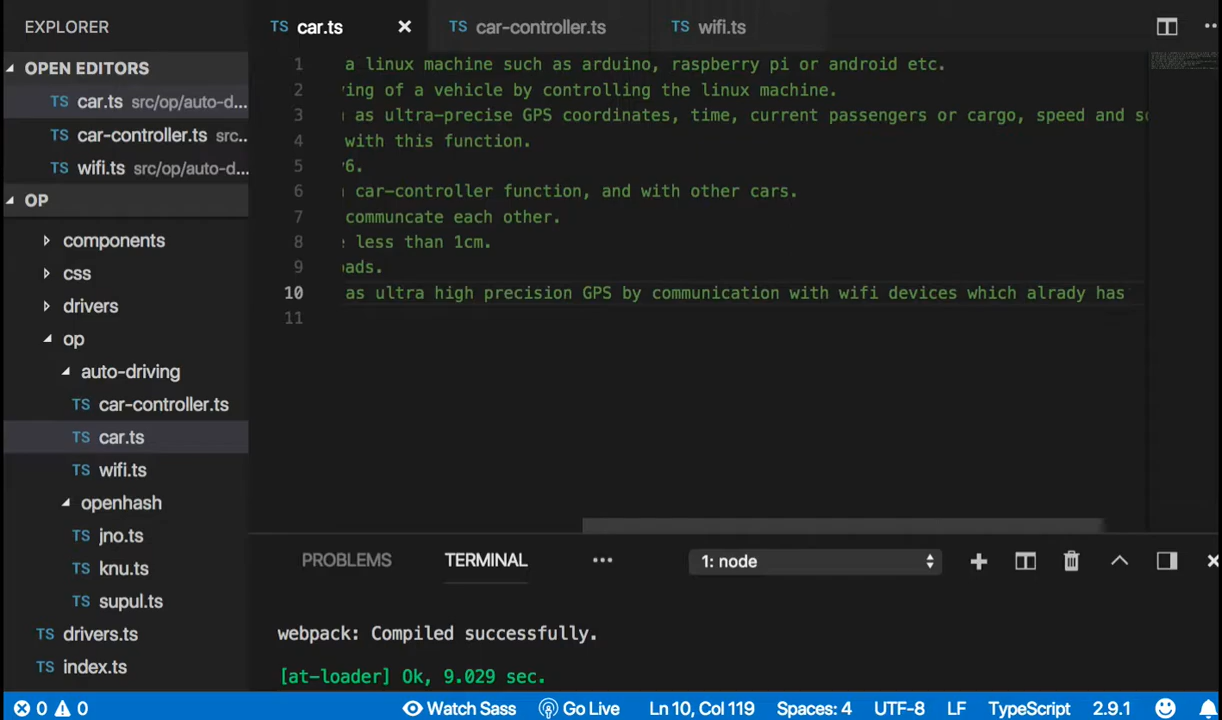 EXPLORER
TS car.ts
TS car-controller.ts
TS wifi.ts
OPEN EDITORS
TS car.ts src/op/auto-d...
TS car-controller.ts src...
TS wifi.ts src/op/auto-d...
OP
components
css
drivers
op
auto-driving
TS car-controller.ts
TS car.ts
TS wifi.ts
openhash
TS jno.ts
TS knu.ts
TS supul.ts
TS drivers.ts
TS index.ts
1 a linux machine such as arduino, raspberry pi or android etc.
2 ving of a vehicle by controlling the linux machine.
3 as ultra-precise GPS coordinates, time, current passengers or cargo, speed and
4 with this function.
5 v6.
6 car-controller function, and with other cars.
7 communcate each other.
8 less than 1cm.
9 oads.
10 as ultra high precision GPS by communication with wifi devices which alrady has
11
PROBLEMS
TERMINAL
1: node
webpack: Compiled successfully.
[at-loader] Ok, 9.029 sec.
0 0 Watch Sass Go Live Ln 10, Col 119 Spaces: 4 UTF-8 LF TypeScript 2.9.1